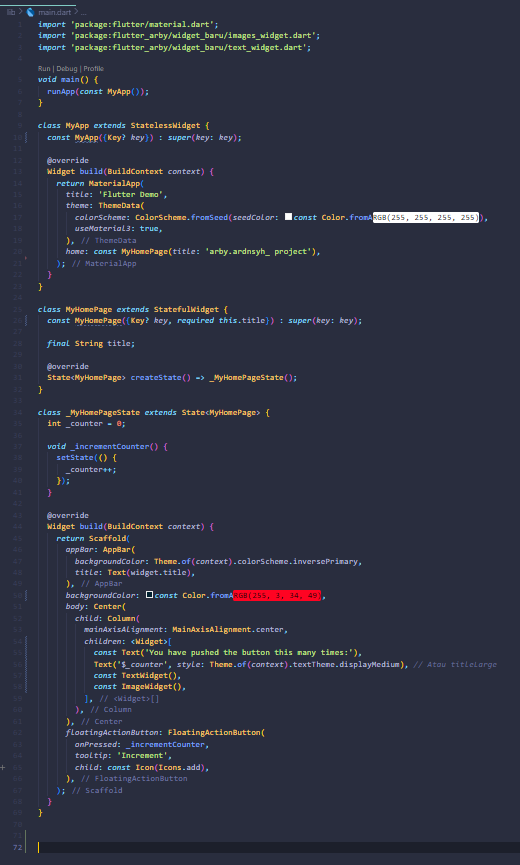 lib > main.dart > ...
import 'package:flutter/material.dart';
import 'package:flutter_arby/widget_baru/images_widget.dart';
import 'package:flutter_arby/widget_baru/text_widget.dart';
Run | Debug | Profile
void main() {
runApp(const MyApp());
}
class MyApp extends StatelessWidget {
const MyApp({Key? key}) : super(key: key);
@override
Widget build(BuildContext context) {
return MaterialApp(
title: 'Flutter Demo',
theme: ThemeData(
colorScheme: ColorScheme.fromSeed(seedColor: const Color.fromARGB(255, 255, 255, 255)),
useMaterial3: true,
), // ThemeData
home: const MyHomePage(title: 'arby.ardnsyh_ project'),
); // MaterialApp
}
}
class MyHomePage extends StatefulWidget {
const MyHomePage({Key? key, required this.title}) : super(key: key);
final String title;
@override
State<MyHomePage> createState() => _MyHomePageState();
}
class _MyHomePageState extends State<MyHomePage> {
int _counter = 0;
void _incrementCounter() {
setState(() {
_counter++;
});
}
@override
Widget build(BuildContext context) {
return Scaffold(
appBar: AppBar(
backgroundColor: Theme.of(context).colorScheme.inversePrimary,
title: Text(widget.title),
), // AppBar
backgroundColor: const Color.fromARGB(255, 3, 34, 49),
body: Center(
child: Column(
mainAxisAlignment: MainAxisAlignment.center,
children: <Widget>[
const Text('You have pushed the button this many times:'),
Text('$_counter', style: Theme.of(context).textTheme.displayMedium), // Atau titleLarge
const TextWidget(),
const ImageWidget(),
], // <Widget>[]
), // Column
), // Center
floatingActionButton: FloatingActionButton(
onPressed: _incrementCounter,
tooltip: 'Increment',
child: const Icon(Icons.add),
), // FloatingActionButton
); // Scaffold
}
}
72